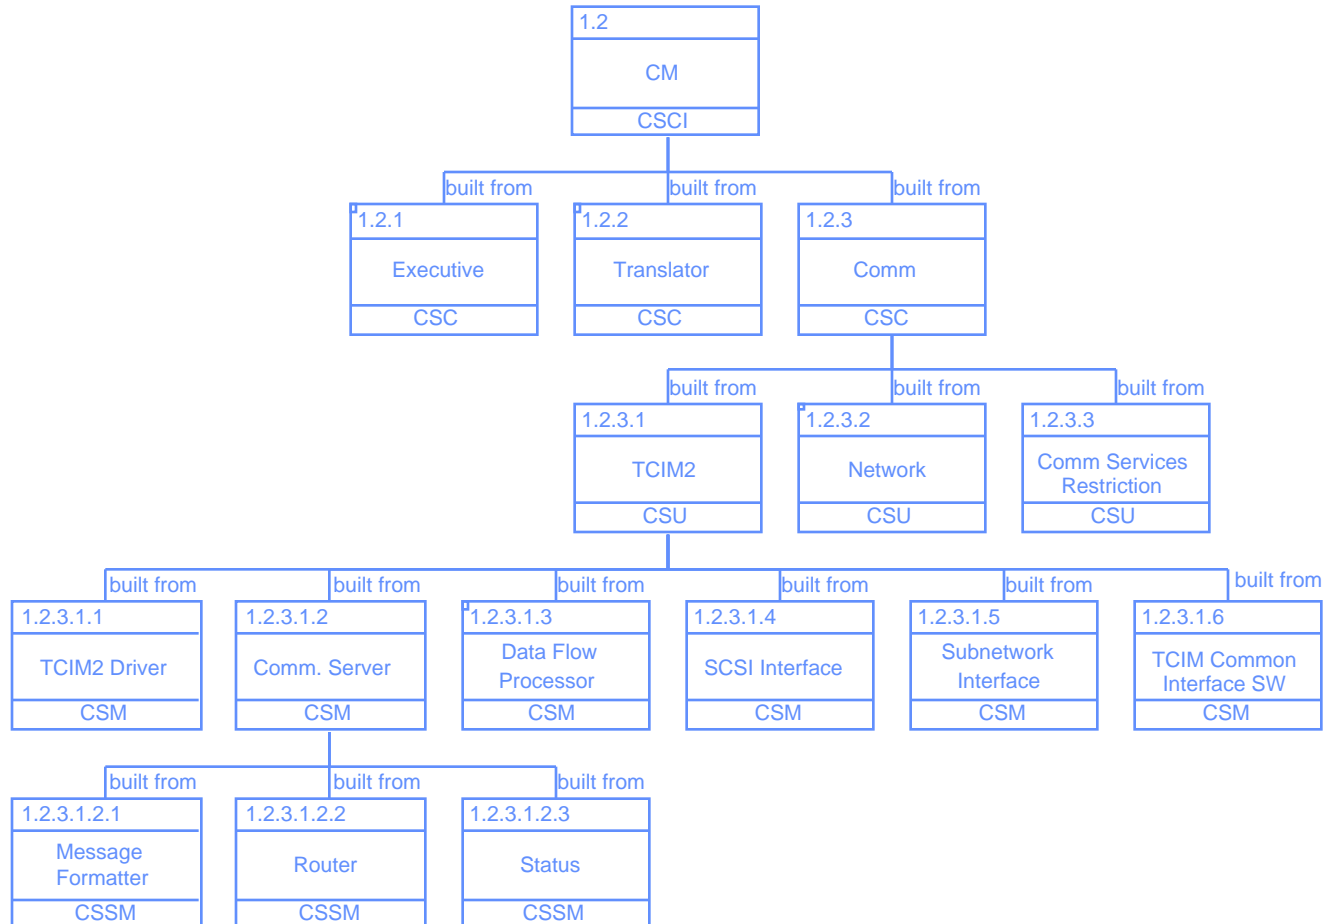 1.2
CM
CSCI
built from
built from
built from
1.2.1
Executive
CSC
1.2.2
Translator
CSC
1.2.3
Comm
CSC
built from
built from
built from
1.2.3.1
TCIM2
CSU
1.2.3.2
Network
CSU
1.2.3.3
Comm Services
Restriction
CSU
built from
built from
built from
built from
built from
built from
1.2.3.1.1
TCIM2 Driver
CSM
1.2.3.1.2
Comm. Server
CSM
1.2.3.1.3
Data Flow
Processor
CSM
1.2.3.1.4
SCSI Interface
CSM
1.2.3.1.5
Subnetwork
Interface
CSM
1.2.3.1.6
TCIM Common
Interface SW
CSM
built from
built from
built from
1.2.3.1.2.1
Message
Formatter
CSSM
1.2.3.1.2.2
Router
CSSM
1.2.3.1.2.3
Status
CSSM